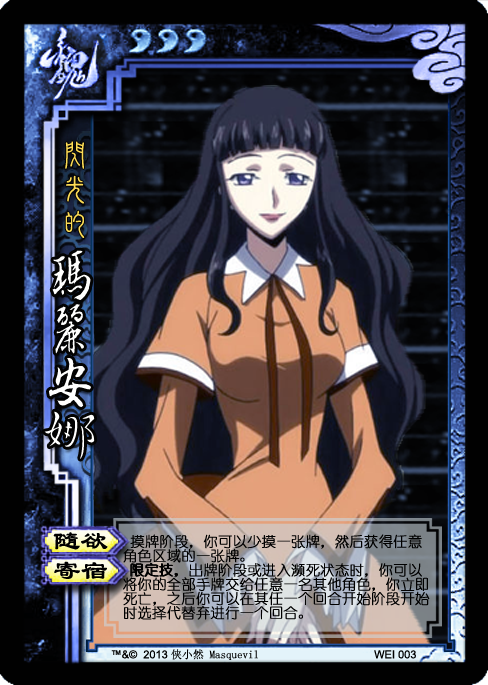 魏
閃光的
瑪麗安娜
随欲
摸牌阶段，你可以少摸一张牌，然后获得任意
角色区域的一张牌。
寄宿
限定技，出牌阶段或进入濒死状态时，你可以
将你的全部手牌交给任意一名其他角色，你立即
死亡，之后你可以在其任一个回合开始阶段开始
时选择代替弃进行一个回合。
™&© 2013 侠小然 Masquevil
WEI 003